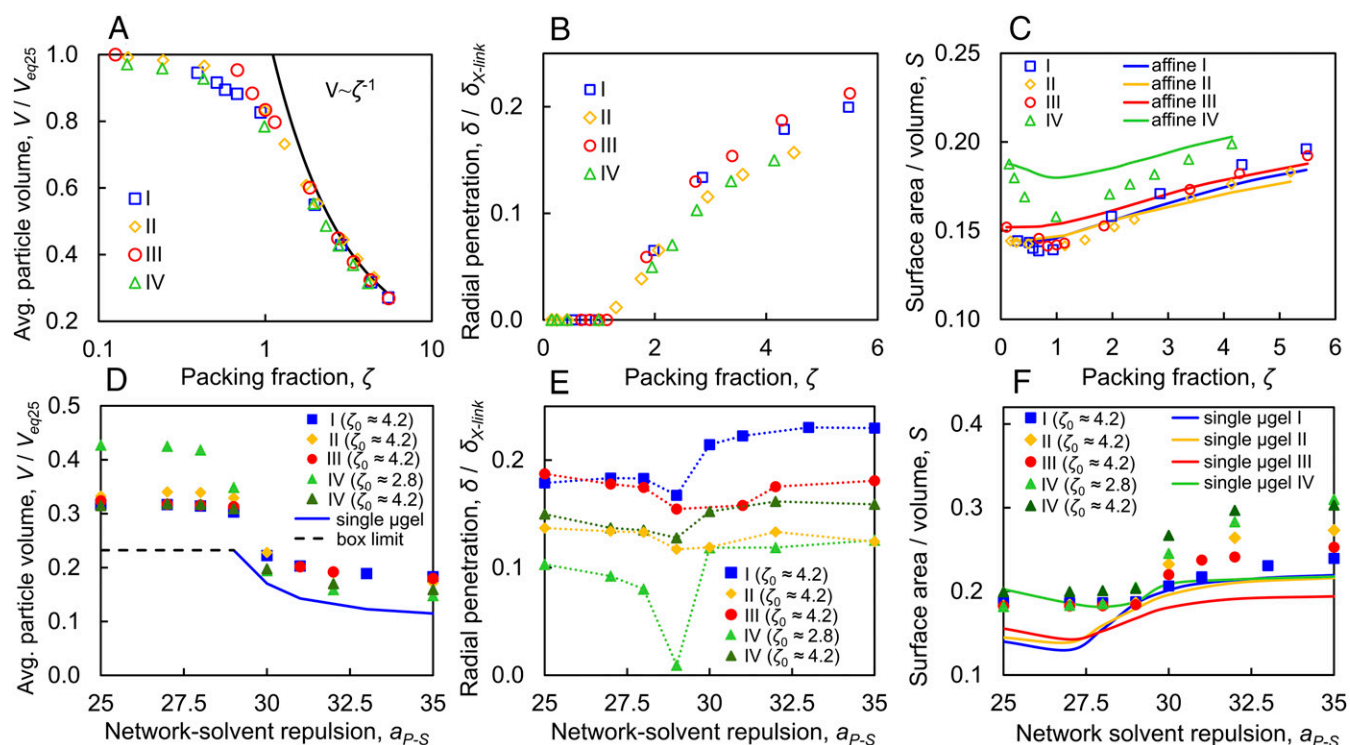 A
Avg. particle volume, V / Veq25
1.0
0.8
0.6
0.4
0.2
V~ζ-1
I
II
III
IV
0.1
1
10
Packing fraction, ζ
B
Radial penetration, δ / δX-link
0.2
0.1
0.0
I
II
III
IV
0
2
4
6
Packing fraction, ζ
C
Surface area / volume, S
0.25
0.20
0.15
0.10
I
II
III
IV
affine I
affine II
affine III
affine IV
0 1 2 3 4 5 6
Packing fraction, ζ
D
Avg. particle volume, V / Veq25
0.5
0.4
0.3
0.2
0.1
0.0
I (ζ0 ≈ 4.2)
II (ζ0 ≈ 4.2)
III (ζ0 ≈ 4.2)
IV (ζ0 ≈ 2.8)
IV (ζ0 ≈ 4.2)
single μgel
box limit
25 27.5 30 32.5 35
Network-solvent repulsion, aP-S
E
Radial penetration, δ / δX-link
0.2
0.1
0.0
I (ζ0 ≈ 4.2)
II (ζ0 ≈ 4.2)
III (ζ0 ≈ 4.2)
IV (ζ0 ≈ 2.8)
IV (ζ0 ≈ 4.2)
25 27.5 30 32.5 35
Network-solvent repulsion, aP-S
F
Surface area / volume, S
0.4
0.3
0.2
0.1
I (ζ0 ≈ 4.2)
II (ζ0 ≈ 4.2)
III (ζ0 ≈ 4.2)
IV (ζ0 ≈ 2.8)
IV (ζ0 ≈ 4.2)
single μgel I
single μgel II
single μgel III
single μgel IV
25 27.5 30 32.5 35
Network solvent repulsion, aP-S